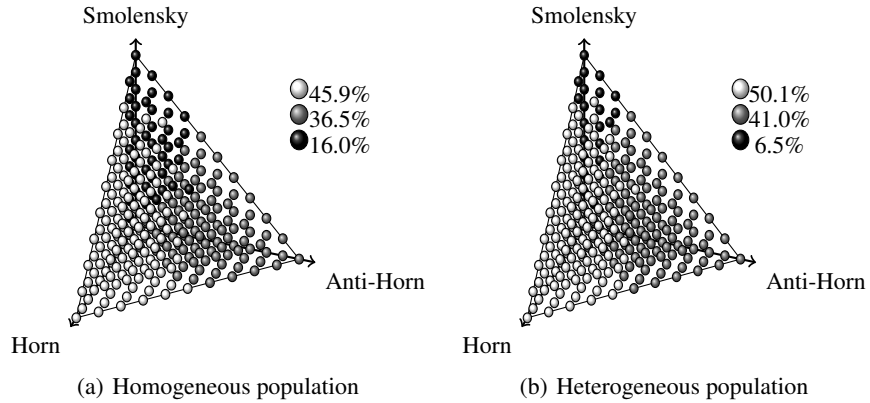 Smolensky
45.9%
36.5%
16.0%
Anti-Horn
Horn
(a) Homogeneous population
Smolensky
50.1%
41.0%
6.5%
Anti-Horn
Horn
(b) Heterogeneous population